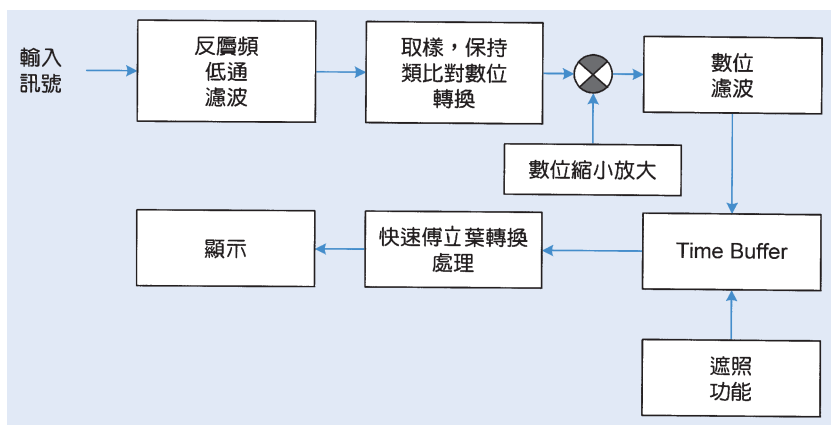 輸入
訊號
反贗頻
低通
濾波
取樣，保持
類比對數位
轉換
數位
濾波
數位縮小放大
顯示
快速傅立葉轉換
處理
Time Buffer
遮照
功能